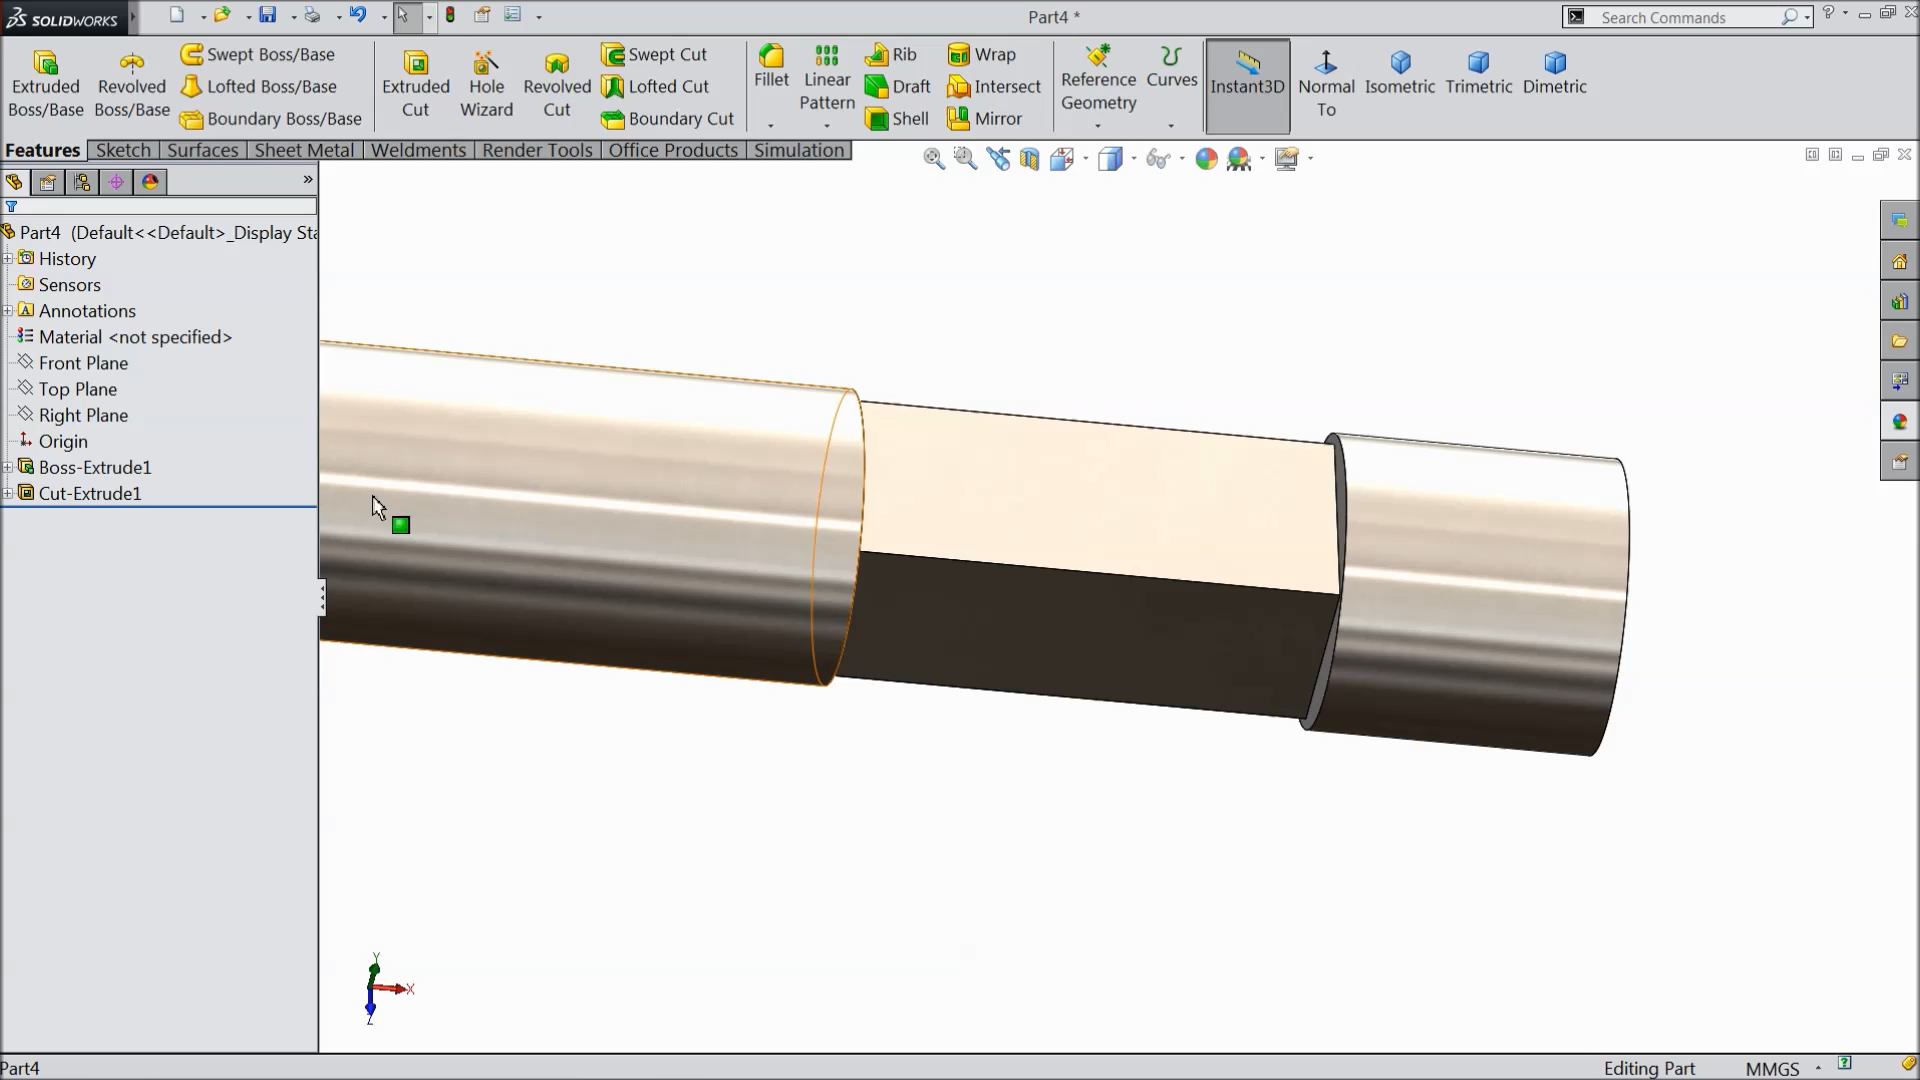 SOLIDWORKS
Part4 *
Search Commands
Extruded Boss/Base
Revolved Boss/Base
Swept Boss/Base
Lofted Boss/Base
Boundary Boss/Base
Extruded Cut
Hole Wizard
Revolved Cut
Swept Cut
Lofted Cut
Boundary Cut
Fillet
Linear Pattern
Rib
Draft
Shell
Wrap
Intersect
Mirror
Reference Geometry
Curves
Instant3D
Normal To
Isometric
Trimetric
Dimetric
Features
Sketch
Surfaces
Sheet Metal
Weldments
Render Tools
Office Products
Simulation
Part4 (Default<<Default>_Display Sta
History
Sensors
Annotations
Material <not specified>
Front Plane
Top Plane
Right Plane
Origin
Boss-Extrude1
Cut-Extrude1
Y
X
Z
Part4
Editing Part
MMGS